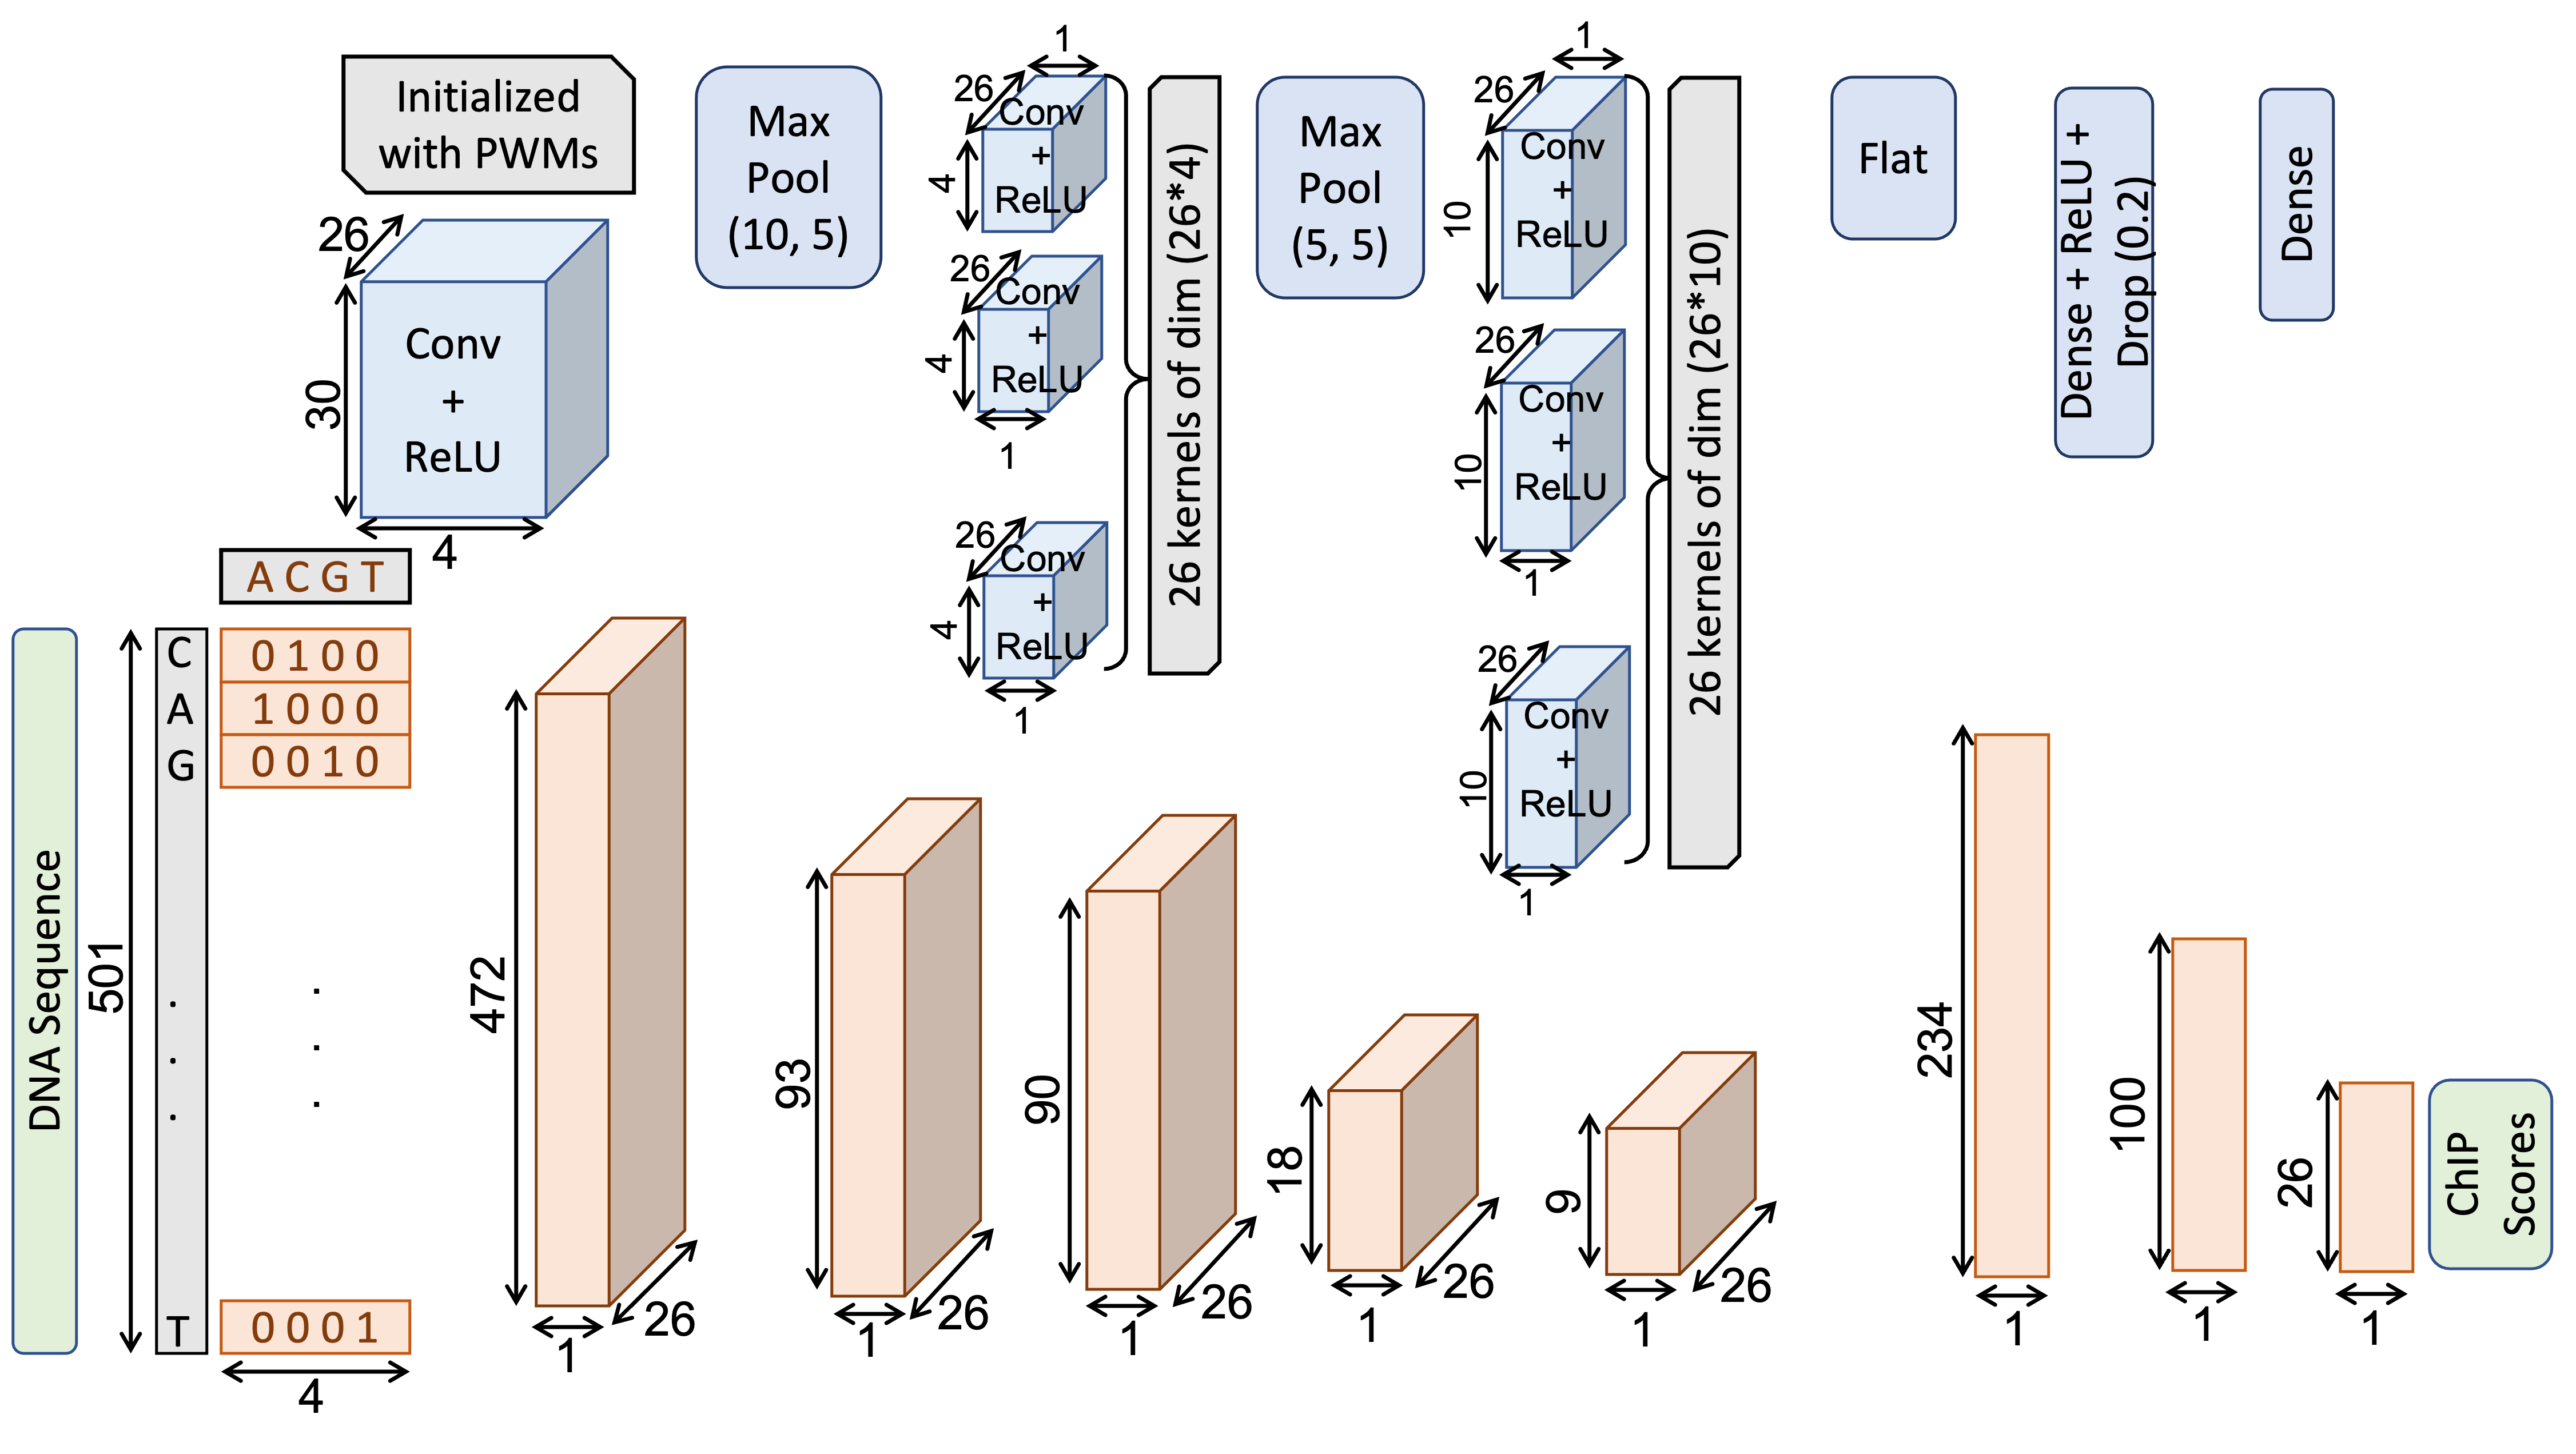 Initialized
with PWMs
26
30
Conv
+
ReLU
4
Max
Pool
(10, 5)
1
26
4
Conv
+
ReLU
26
4
Conv
+
ReLU
1
26
4
Conv
+
ReLU
1
26 kernels of dim (26*4)
Max
Pool
(5, 5)
1
26
10
Conv
+
ReLU
26
10
Conv
+
ReLU
1
26
10
Conv
+
ReLU
1
26 kernels of dim (26*10)
Flat
Dense + ReLU +
Drop (0.2)
Dense
DNA Sequence
501
A C G T
C
0 1 0 0
A
1 0 0 0
G
0 0 1 0
.
.
.
.
.
.
T
0 0 0 1
4
472
1
26
93
1
26
90
1
26
18
1
26
9
1
26
234
1
100
1
26
1
ChIP
Scores